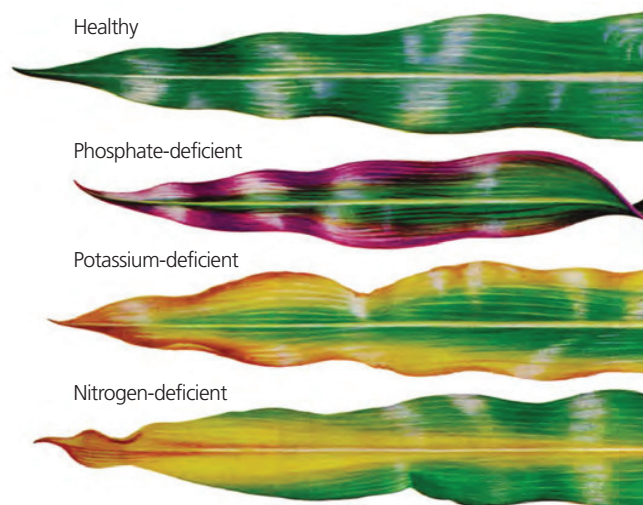 Healthy
Phosphate-deficient
Potassium-deficient
Nitrogen-deficient